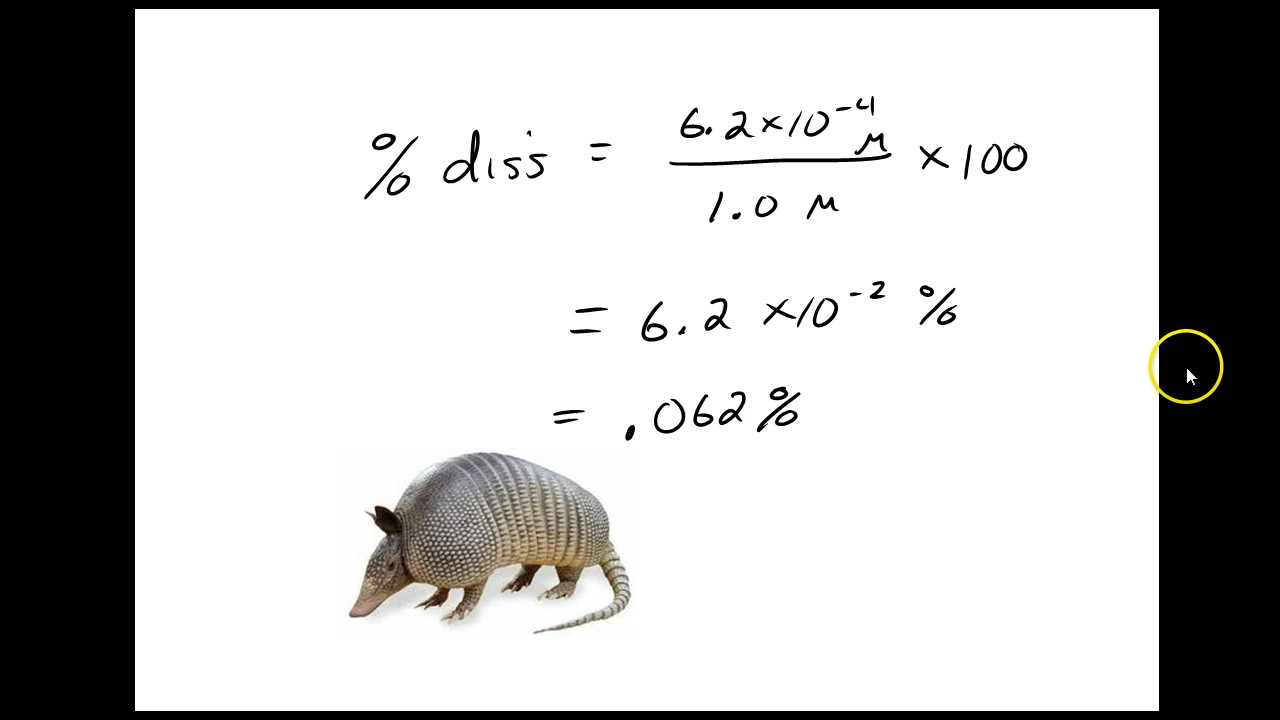 % diss = 6.2×10⁻⁴ M / 1.0 M × 100
= 6.2 ×10⁻² %
= .062%